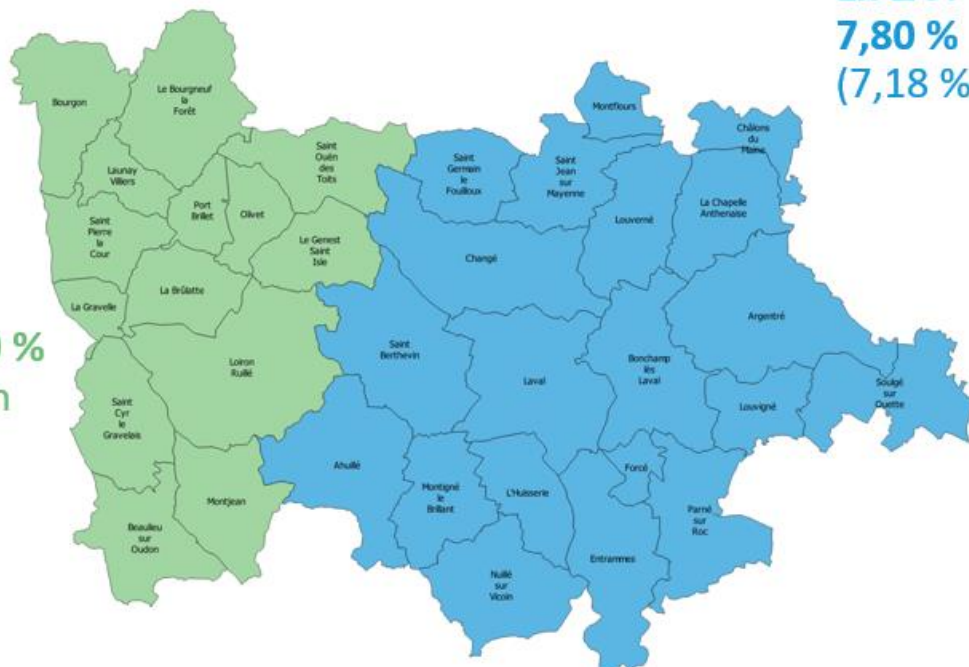 7,80 %
(7,18 %
Montflours
Châlons
du
Maine
Le Bourgneuf
la
Forêt
Bourgon
Saint
Ouën
des
Toits
Saint
Germain
le
Fouilloux
Saint
Jean
sur
Mayenne
Launay
Villiers
Port
Brillet
Olivet
Louverné
La Chapelle
Anthenaise
Saint
Pierre
la
Cour
Le Genest
Saint
Isle
Changé
La Brûlatte
La Gravelle
Argentré
%
n
Saint
Berthevin
Loiron
Ruillé
Laval
Bonchamp
lès
Laval
Louvigné
Soulgé
sur
Ouette
Saint
Cyr
le
Gravelais
Ahuillé
Forcé
Montigné
le
Brillant
L'Huisserie
Montjean
Parné
sur
Roc
Beaulieu
sur
Oudon
Entrammes
Nuillé
sur
Vicoin